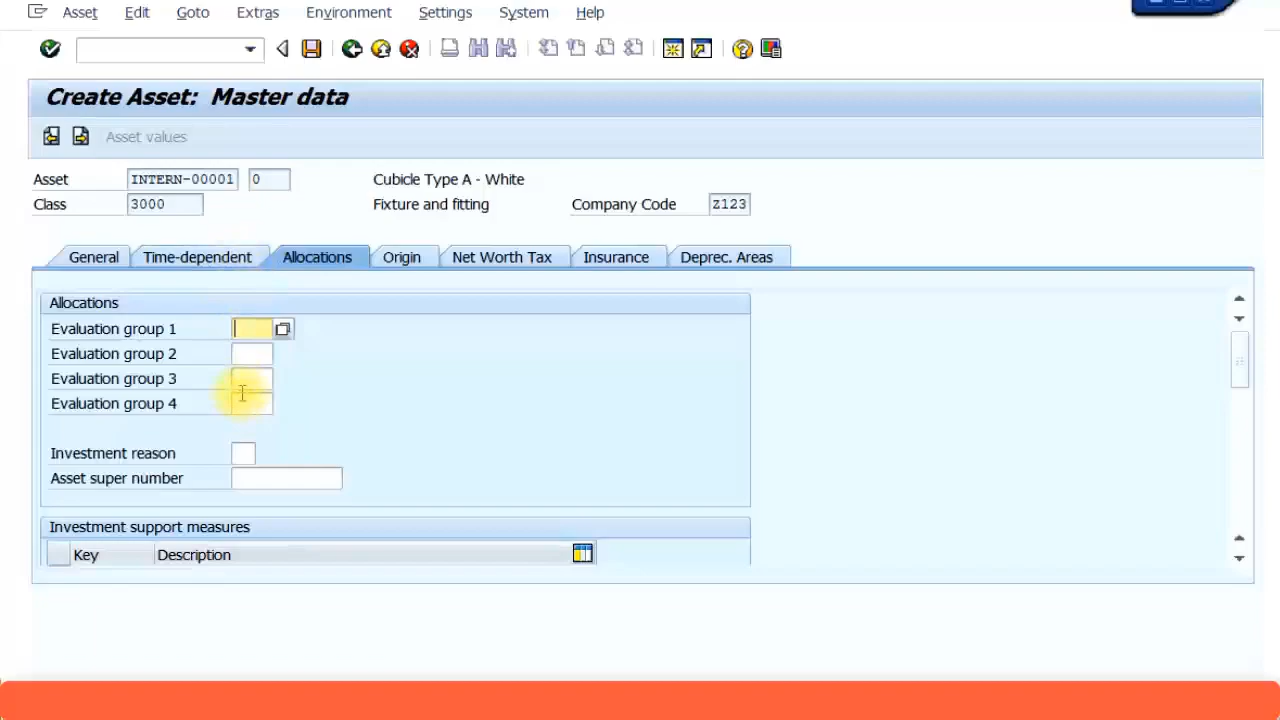 Asset Edit Goto Extras Environment Settings System Help
Create Asset: Master data
Asset values
Asset INTERN-00001 0 Cubicle Type A - White
Class 3000 Fixture and fitting Company Code Z123
General Time-dependent Allocations Origin Net Worth Tax Insurance Deprec. Areas
Allocations
Evaluation group 1
Evaluation group 2
Evaluation group 3
Evaluation group 4
Investment reason
Asset super number
Investment support measures
Key Description